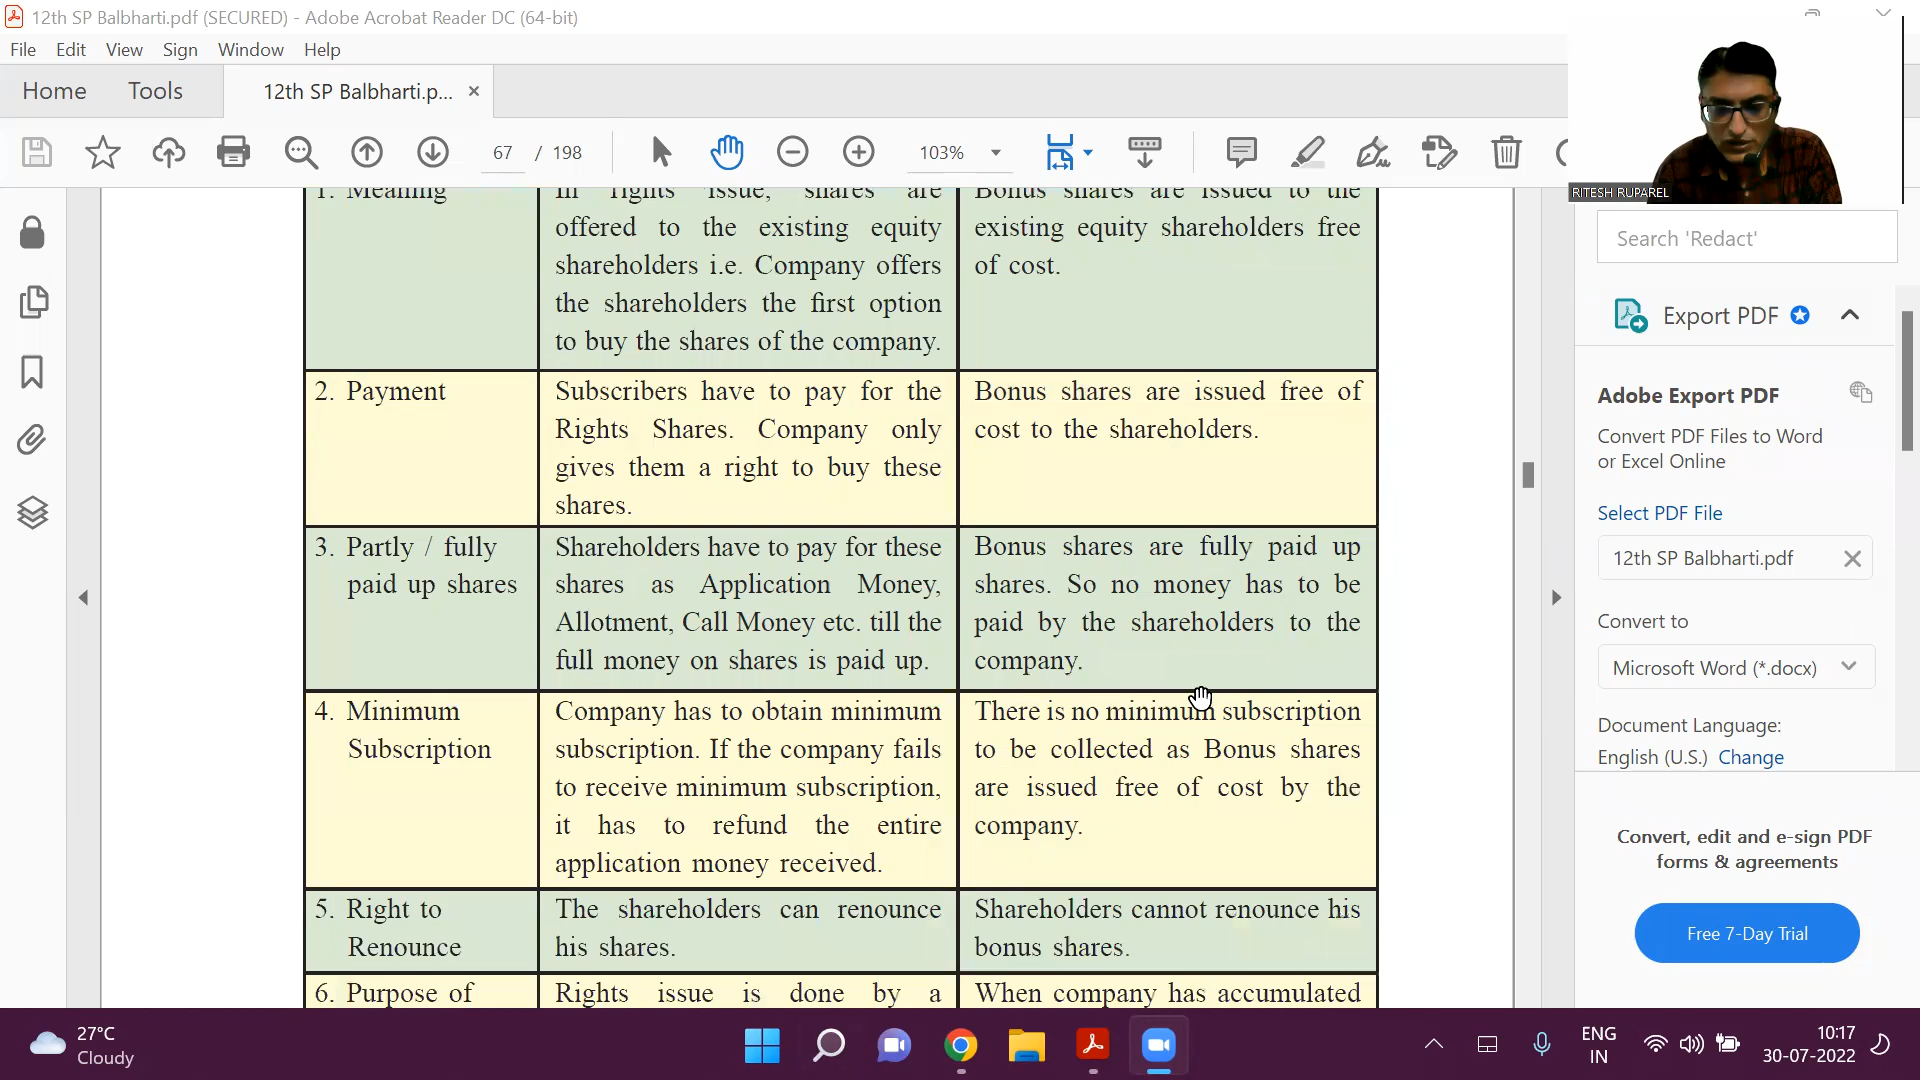 12th SP Balbharti.pdf (SECURED) - Adobe Acrobat Reader DC (64-bit)
File Edit View Sign Window Help
Home Tools 12th SP Balbharti.p... ×
67 / 198 103%
RITESH RUPAREL
Search 'Redact'
Export PDF
Adobe Export PDF
Convert PDF Files to Word
or Excel Online
Select PDF File
12th SP Balbharti.pdf
Convert to
Microsoft Word (*.docx)
Document Language:
English (U.S.) Change
Convert, edit and e-sign PDF
forms & agreements
Free 7-Day Trial
1. Meaning
In rights issue, shares are
offered to the existing equity
shareholders i.e. Company offers
the shareholders the first option
to buy the shares of the company.
Bonus shares are issued to the
existing equity shareholders free
of cost.
2. Payment
Subscribers have to pay for the
Rights Shares. Company only
gives them a right to buy these
shares.
Bonus shares are issued free of
cost to the shareholders.
3. Partly / fully
paid up shares
Shareholders have to pay for these
shares as Application Money,
Allotment, Call Money etc. till the
full money on shares is paid up.
Bonus shares are fully paid up
shares. So no money has to be
paid by the shareholders to the
company.
4. Minimum
Subscription
Company has to obtain minimum
subscription. If the company fails
to receive minimum subscription,
it has to refund the entire
application money received.
There is no minimum subscription
to be collected as Bonus shares
are issued free of cost by the
company.
5. Right to
Renounce
The shareholders can renounce
his shares.
Shareholders cannot renounce his
bonus shares.
6. Purpose of
Rights issue is done by a
When company has accumulated
27°C
Cloudy
ENG
IN
10:17
30-07-2022